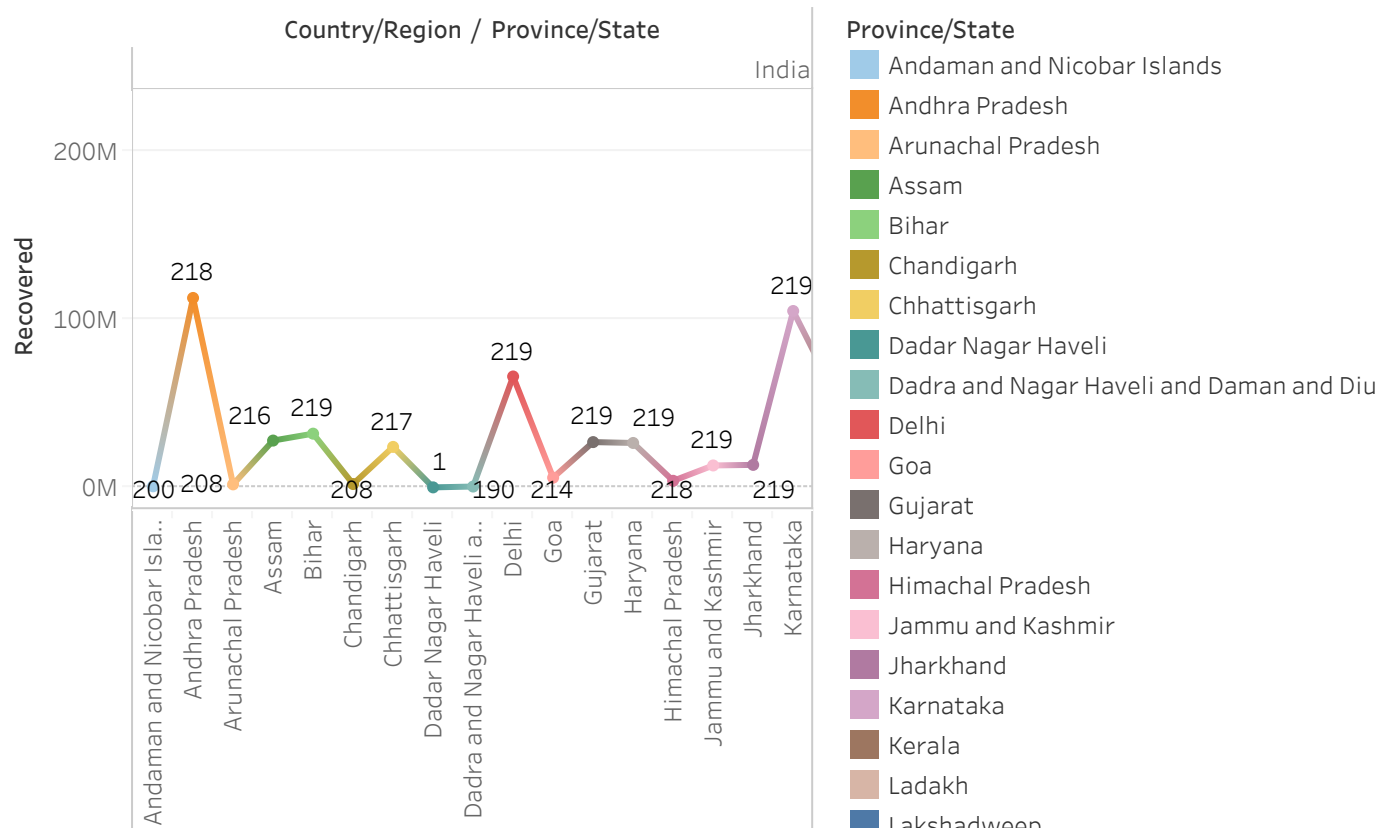 Country/Region / Province/State
India
Recovered
200M
100M
0M
218
219
219
216
219
217
219
219
219
1
200
208
208
190
214
218
219
Andaman and Nicobar Isla..
Andhra Pradesh
Arunachal Pradesh
Assam
Bihar
Chandigarh
Chhattisgarh
Dadar Nagar Haveli
Dadra and Nagar Haveli a..
Delhi
Goa
Gujarat
Haryana
Himachal Pradesh
Jammu and Kashmir
Jharkhand
Karnataka
Province/State
Andaman and Nicobar Islands
Andhra Pradesh
Arunachal Pradesh
Assam
Bihar
Chandigarh
Chhattisgarh
Dadar Nagar Haveli
Dadra and Nagar Haveli and Daman and Diu
Delhi
Goa
Gujarat
Haryana
Himachal Pradesh
Jammu and Kashmir
Jharkhand
Karnataka
Kerala
Ladakh
Lakshadweep